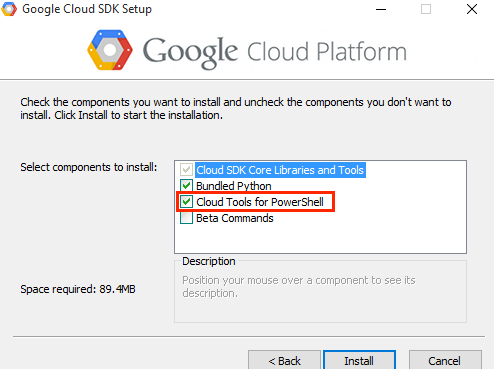 Google Cloud SDK Setup
Google Cloud Platform
Check the components you want to install and uncheck the components you don't want to
install. Click Install to start the installation.
Select components to install:
Cloud SDK Core Libraries and Tools
Bundled Python
Cloud Tools for PowerShell
Beta Commands
Description
Position your mouse over a component to see its
description.
Space required: 89.4MB
< Back
Install
Cancel